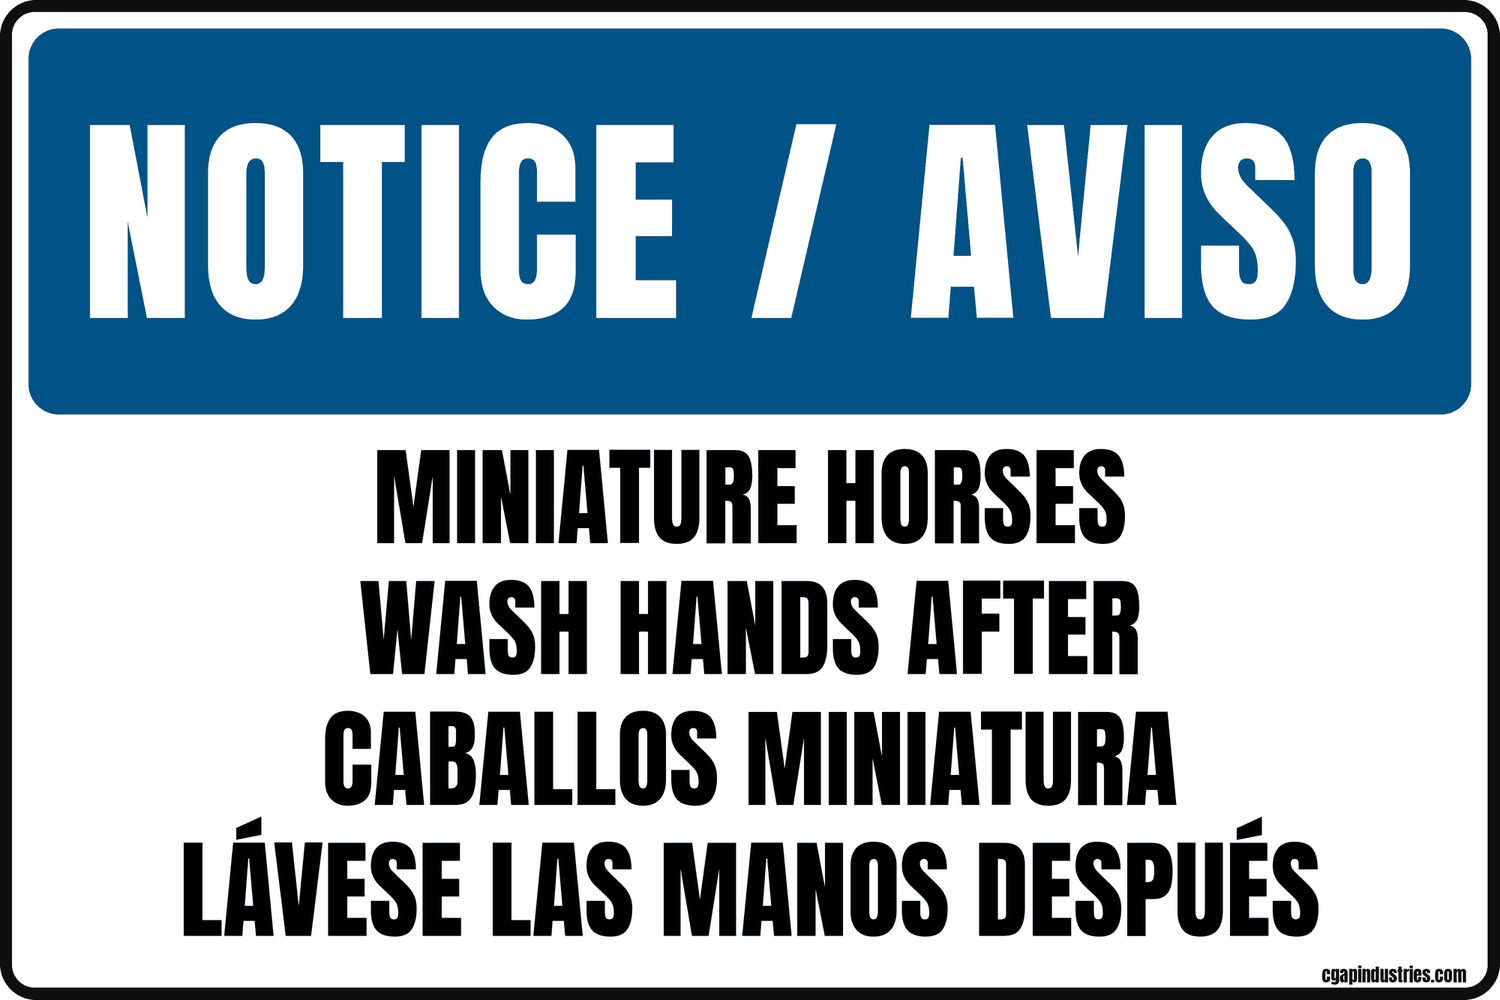 NOTICE / AVISO
MINIATURE HORSES
WASH HANDS AFTER
CABALLOS MINIATURA
LÁVESE LAS MANOS DESPUÉS
cgapindustries.com